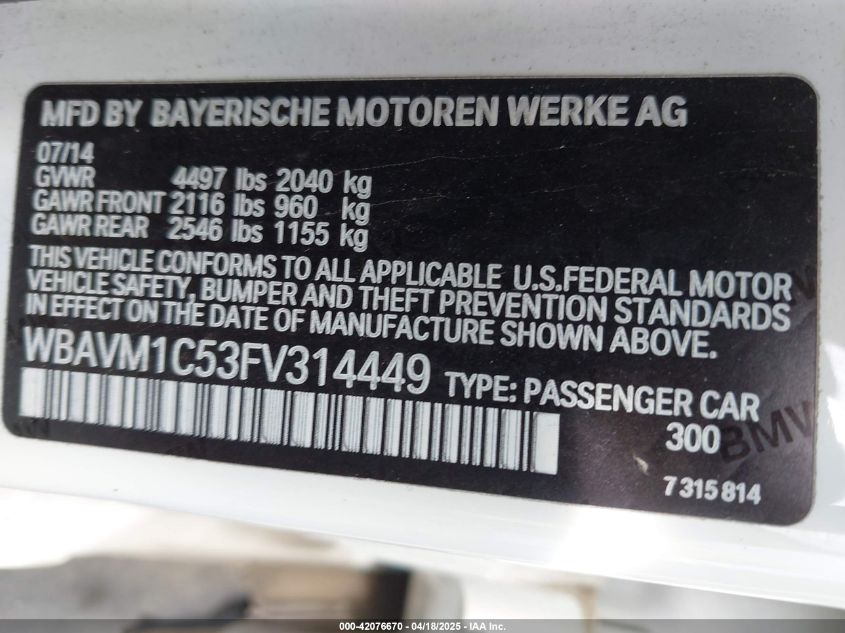 MFD BY BAYERISCHE MOTOREN WERKE AG
07/14
GVWR 4497 lbs 2040 kg
GAWR FRONT 2116 lbs 960 kg
GAWR REAR 2546 lbs 1155 kg
THIS VEHICLE CONFORMS TO ALL APPLICABLE U.S.FEDERAL MOTOR
VEHICLE SAFETY, BUMPER AND THEFT PREVENTION STANDARDS
IN EFFECT ON THE DATE OF MANUFACTURE SHOWN ABOVE.
WBAVM1C53FV314449 TYPE: PASSENGER CAR
300
BMW
7315814
000-42076670 - 04/18/2025 - IAA Inc.